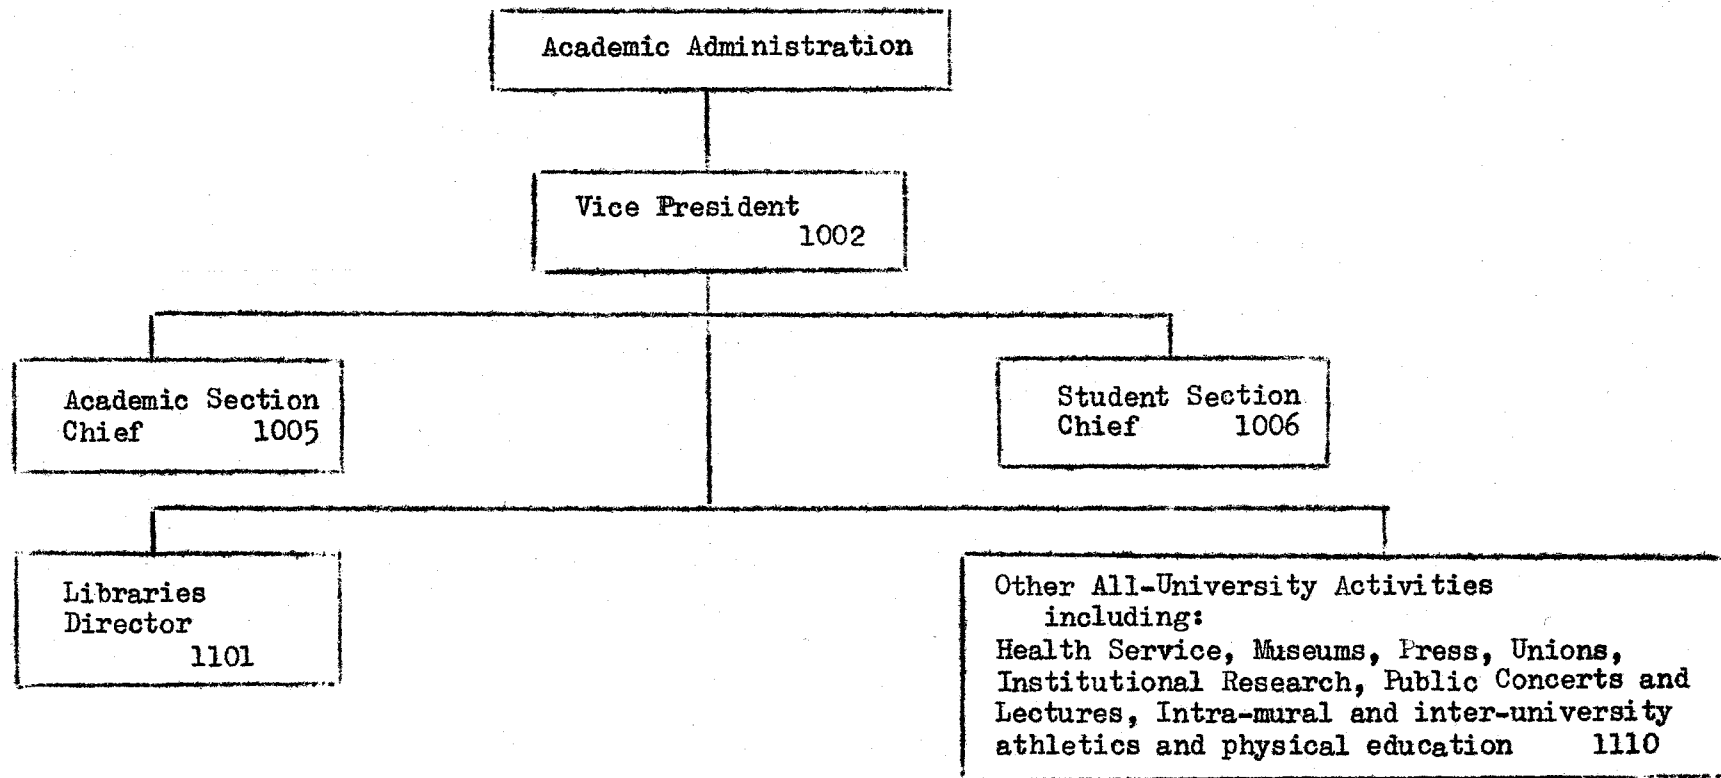 Academic Administration
Vice President
1002
Academic Section
Chief 1005
Student Section
Chief 1006
Libraries
Director
1101
Other All-University Activities
including:
Health Service, Museums, Press, Unions,
Institutional Research, Public Concerts and
Lectures, Intra-mural and inter-university
athletics and physical education 1110